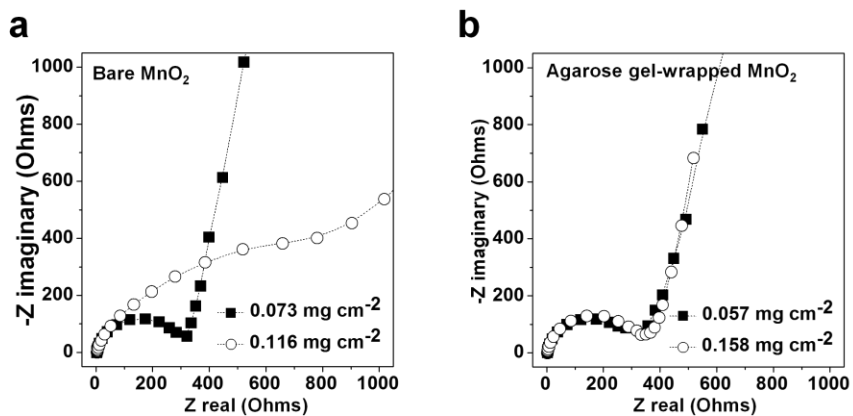 a
Bare MnO₂
-Z imaginary (Ohms)
1000
800
600
400
200
0
0.073 mg cm⁻²
0.116 mg cm⁻²
0 200 400 600 800 1000
Z real (Ohms)
b
Agarose gel-wrapped MnO₂
-Z imaginary (Ohms)
1000
800
600
400
200
0
0.057 mg cm⁻²
0.158 mg cm⁻²
0 200 400 600 800 1000
Z real (Ohms)